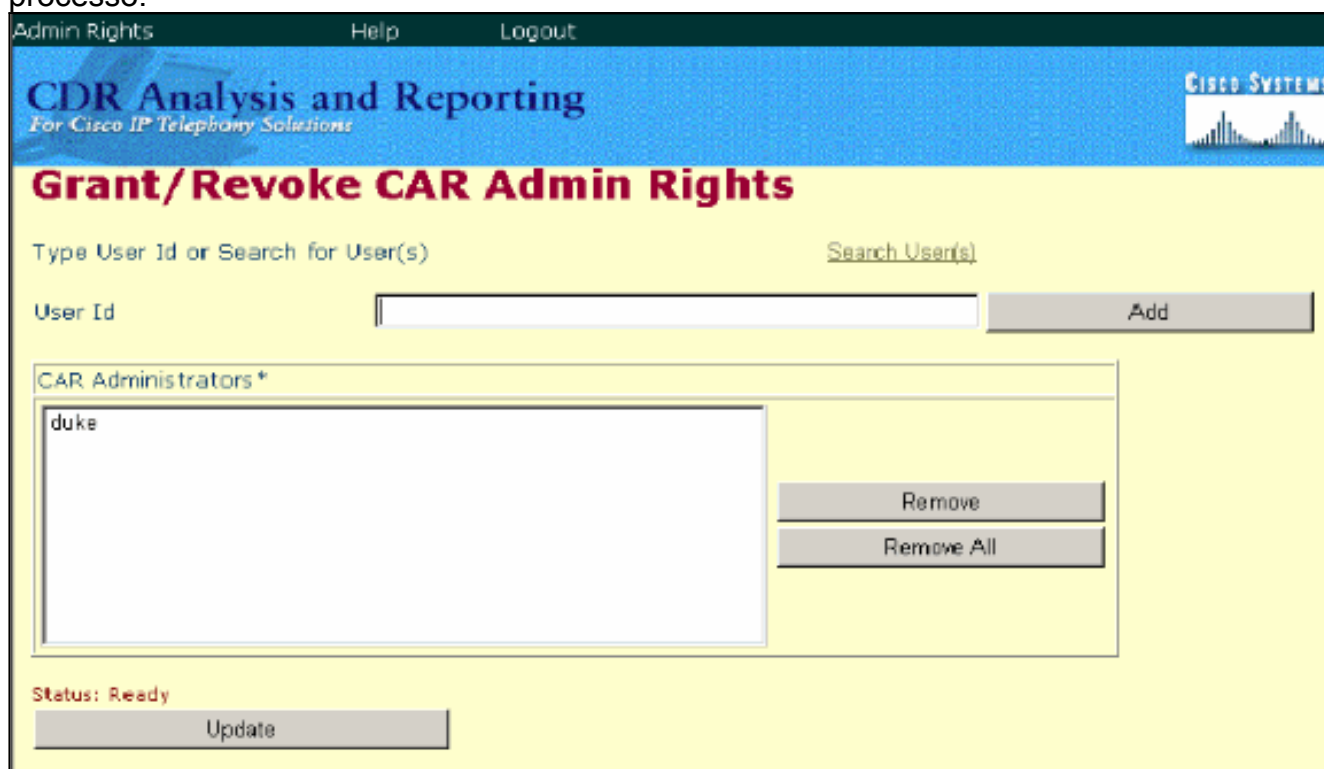 processo.
Admin Rights Help Logout
CDR Analysis and Reporting
For Cisco IP Telephony Solutions
CISCO SYSTEMS
Grant/Revoke CAR Admin Rights
Type User Id or Search for User(s) Search User(s)
User Id Add
CAR Administrators*
duke
Remove
Remove All
Status: Ready
Update